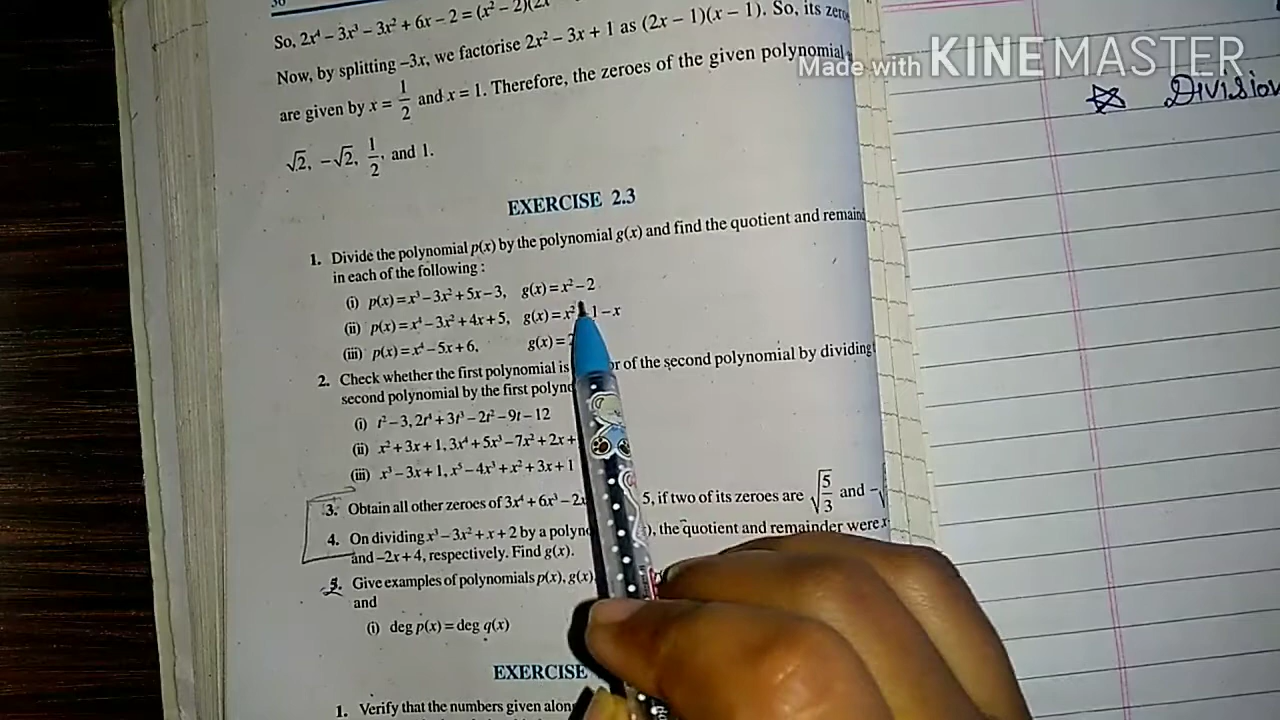 So, 2x⁴ – 3x³ – 3x² + 6x – 2 = (x² – 2)(2x
Now, by splitting –3x, we factorise 2x² – 3x + 1 as (2x – 1)(x – 1). So, its zero
are given by x = 1/2 and x = 1. Therefore, the zeroes of the given polynomial
√2, –√2, 1/2, and 1.
Made with KINEMASTER
☆ Division
EXERCISE 2.3
1. Divide the polynomial p(x) by the polynomial g(x) and find the quotient and remaind
in each of the following :
(i) p(x) = x³ – 3x² + 5x – 3, g(x) = x² – 2
(ii) p(x) = x⁴ – 3x² + 4x + 5, g(x) = x² 1 – x
(iii) p(x) = x⁴ – 5x + 6, g(x) =
2. Check whether the first polynomial is of the second polynomial by dividing
second polynomial by the first
(i) t² – 3, 2t⁴ + 3t³ – 2t² – 9t – 12
(ii) x² + 3x + 1, 3x⁴ + 5x³ – 7x² + 2x +
(iii) x³ – 3x + 1, x⁵ – 4x³ + x² + 3x + 1
3. Obtain all other zeroes of 3x⁴ + 6x³ – 2x 5, if two of its zeroes are √5/3 and –√
4. On dividing x³ – 3x² + x + 2 by a ), the quotient and remainder were x
and –2x + 4, respectively. Find g(x).
5. Give examples of polynomials p(x), g(x)
and
(i) deg p(x) = deg q(x)
EXERCISE
1. Verify that the numbers given